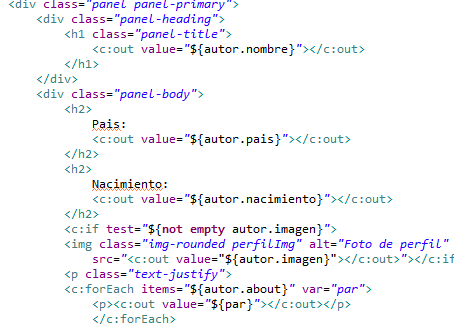 <div class="panel panel-primary">
<div class="panel-heading">
<h1 class="panel-title">
<c:out value="${autor.nombre}"></c:out>
</h1>
</div>
<div class="panel-body">
<h2>
Pais:
<c:out value="${autor.pais}"></c:out>
</h2>
<h2>
Nacimiento:
<c:out value="${autor.nacimiento}"></c:out>
</h2>
<c:if test="${not empty autor.imagen}">
<img class="img-rounded perfilImg" alt="Foto de perfil"
src="<c:out value="${autor.imagen}"></c:out>"></c:if
<p class="text-justify">
<c:forEach items="${autor.about}" var="par">
<p><c:out value="${par}"></c:out></p>
</c:forEach>